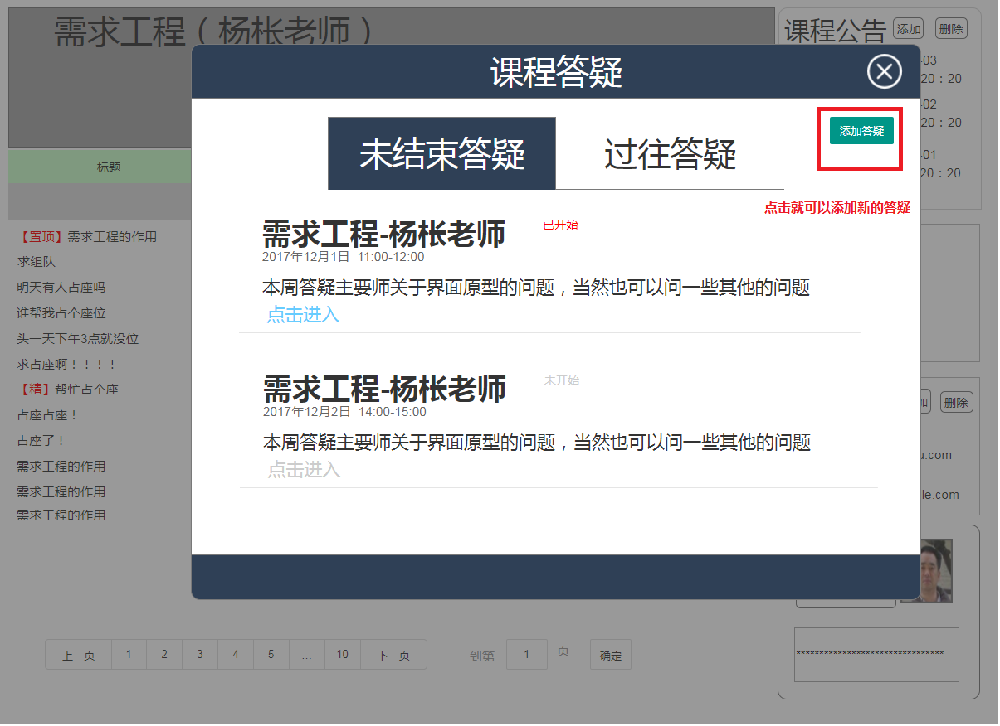 需求工程（杨枨老师）
课程公告 添加 删除
03
20：20
02
20：20
01
20：20
课程答疑
未结束答疑 过往答疑 添加答疑
点击就可以添加新的答疑
需求工程-杨枨老师 已开始
2017年12月1日 11:00-12:00
本周答疑主要师关于界面原型的问题，当然也可以问一些其他的问题
点击进入
需求工程-杨枨老师 未开始
2017年12月2日 14:00-15:00
本周答疑主要师关于界面原型的问题，当然也可以问一些其他的问题
点击进入
标题
【置顶】需求工程的作用
求组队
明天有人占座吗
谁帮我占个座位
头一天下午3点就没位
求占座啊！！！！
【精】帮忙占个座
占座占座！
占座了！
需求工程的作用
需求工程的作用
需求工程的作用
删除
u.com
le.com
********************************
上一页 1 2 3 4 5 ... 10 下一页 到第 1 页 确定